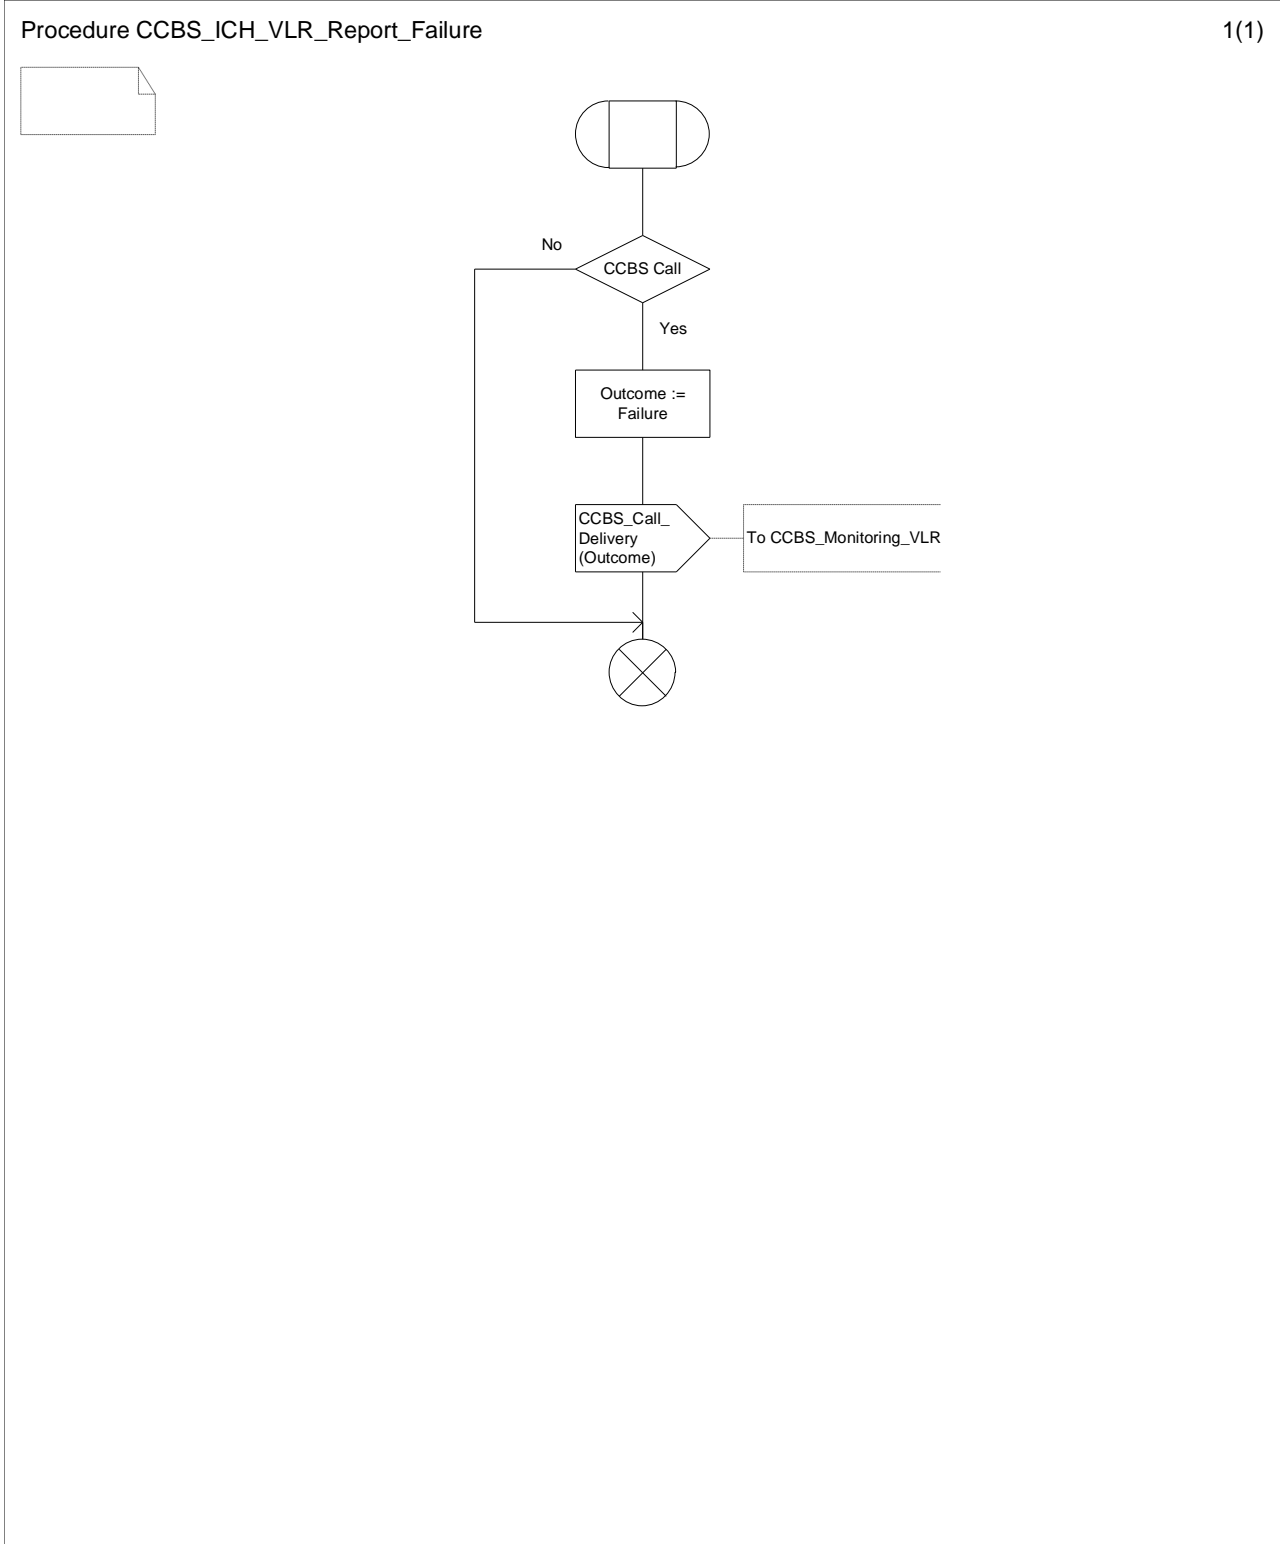 Procedure CCBS_ICH_VLR_Report_Failure
1(1)
No
CCBS Call
Yes
Outcome :=
Failure
CCBS_Call_
Delivery
(Outcome)
To CCBS_Monitoring_VLR